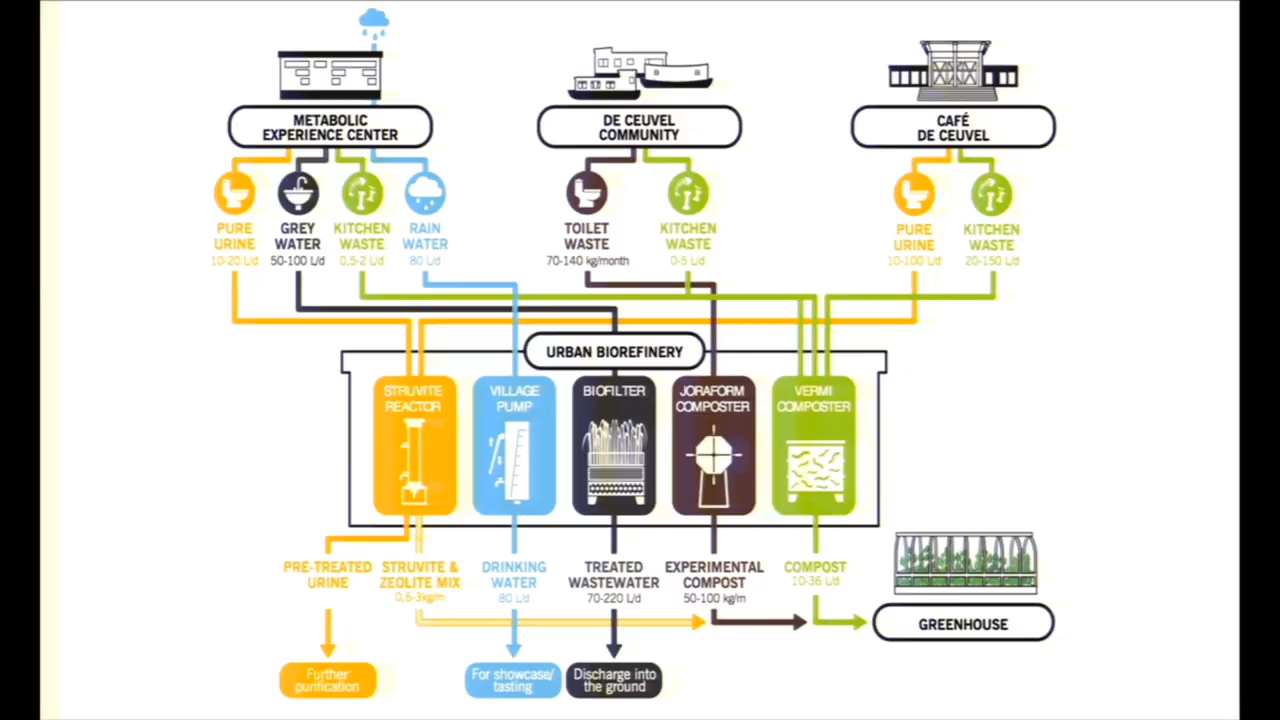 METABOLIC
EXPERIENCE CENTER
DE CEUVEL
COMMUNITY
CAFÉ
DE CEUVEL
PURE
URINE
10-20 L/d
GREY
WATER
50-100 L/d
KITCHEN
WASTE
0,5-2 L/d
RAIN
WATER
80 L/d
TOILET
WASTE
70-140 kg/month
KITCHEN
WASTE
0-5 L/d
PURE
URINE
10-100 L/d
KITCHEN
WASTE
20-150 L/d
URBAN BIOREFINERY
STRUVITE
REACTOR
VILLAGE
PUMP
BIOFILTER
JORAFORM
COMPOSTER
VERMI
COMPOSTER
PRE-TREATED
URINE
STRUVITE &
ZEOLITE MIX
0,6-3kg/m
DRINKING
WATER
80 L/d
TREATED
WASTEWATER
70-220 L/d
EXPERIMENTAL
COMPOST
50-100 kg/m
COMPOST
10-36 L/d
GREENHOUSE
Further
purification
For showcase/
tasting
Discharge into
the ground